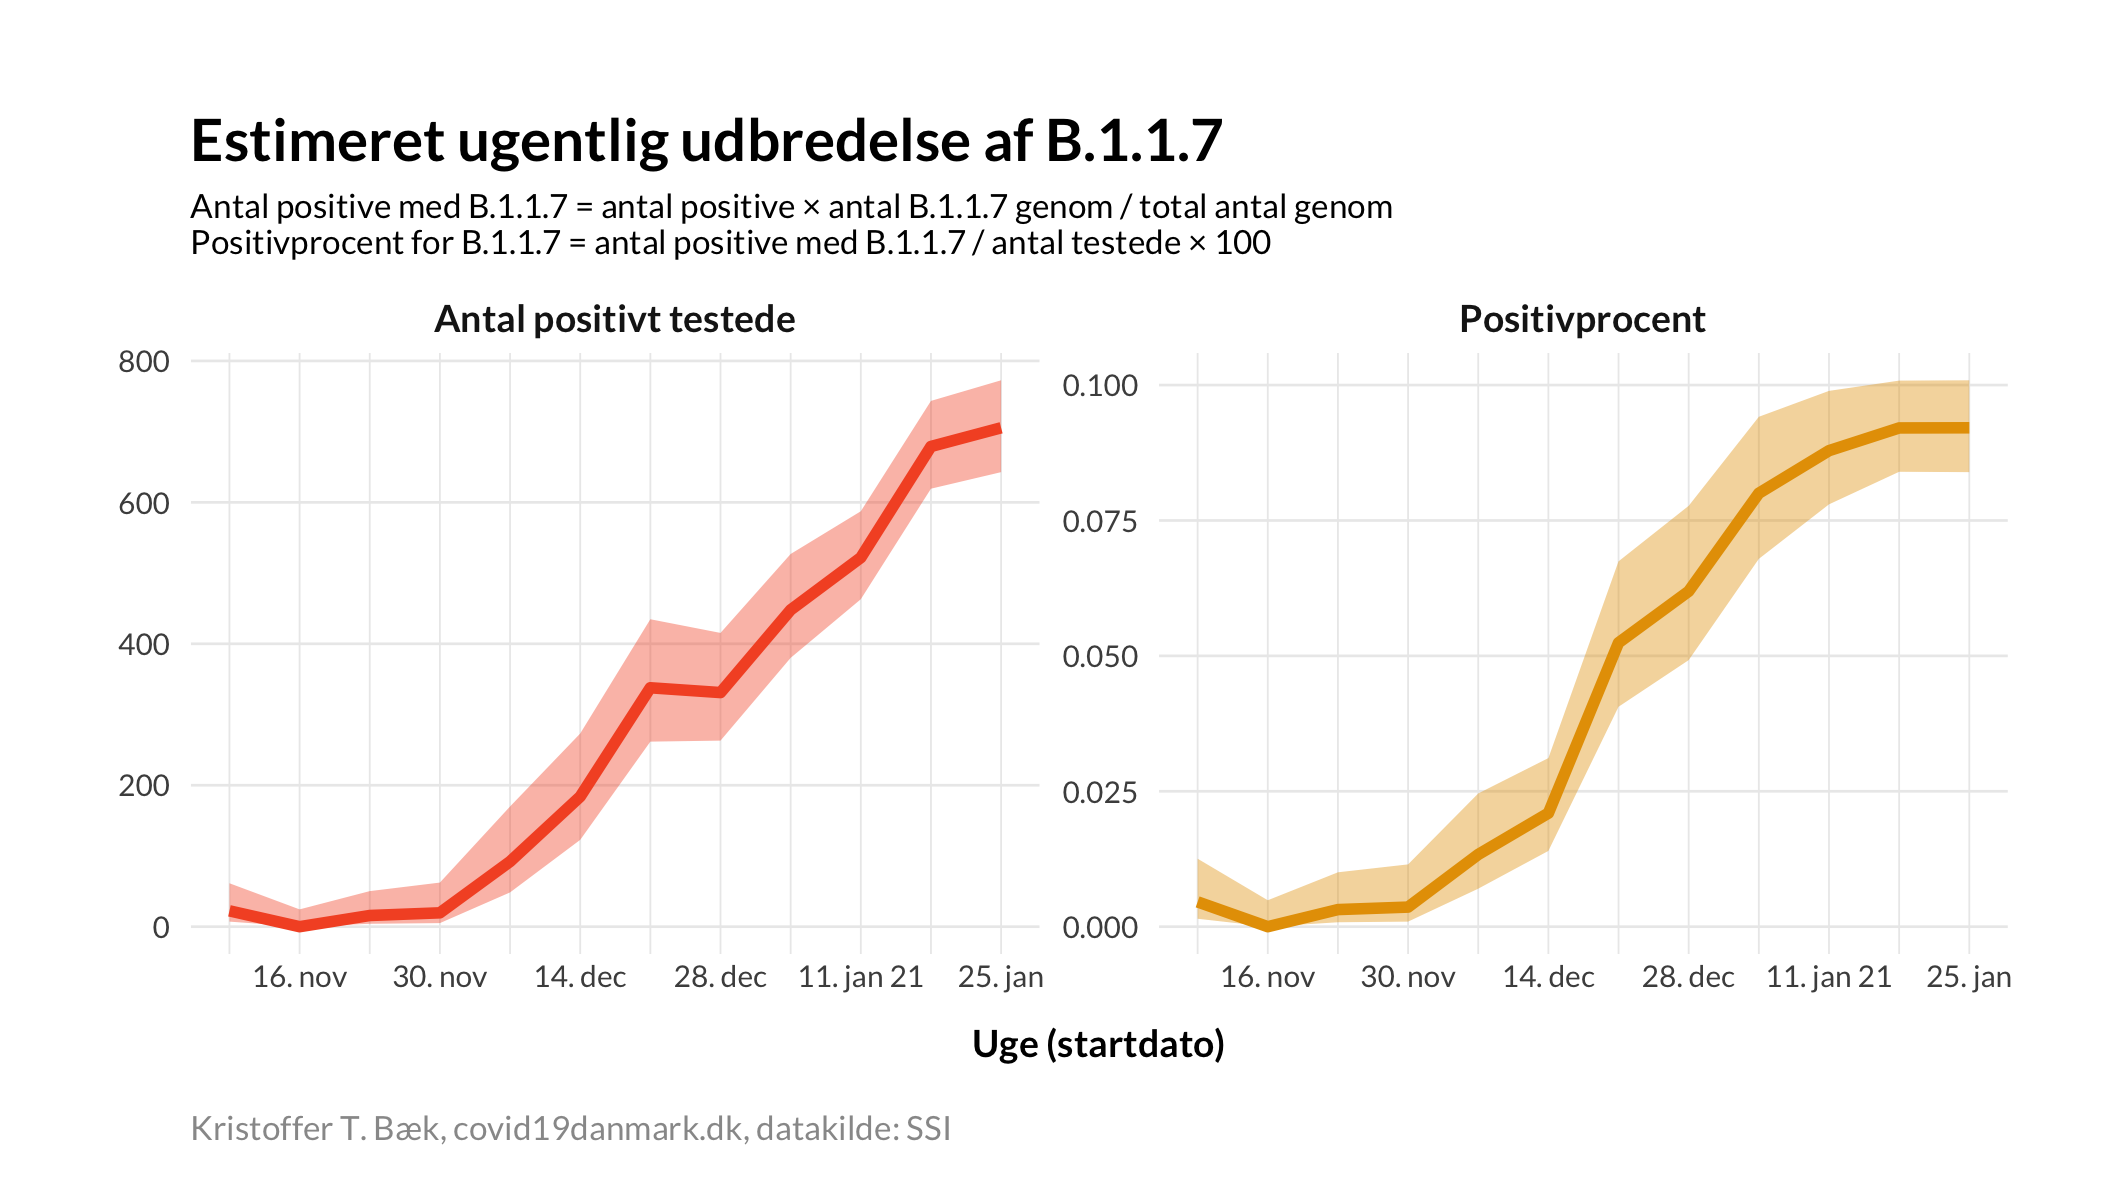 Estimeret ugentlig udbredelse af B.1.1.7
Antal positive med B.1.1.7 = antal positive × antal B.1.1.7 genom / total antal genom
Positivprocent for B.1.1.7 = antal positive med B.1.1.7 / antal testede × 100
Antal positivt testede
800
600
400
200
0
16. nov 30. nov 14. dec 28. dec 11. jan 21 25. jan
Positivprocent
0.100
0.075
0.050
0.025
0.000
16. nov 30. nov 14. dec 28. dec 11. jan 21 25. jan
Uge (startdato)
Kristoffer T. Bæk, covid19danmark.dk, datakilde: SSI